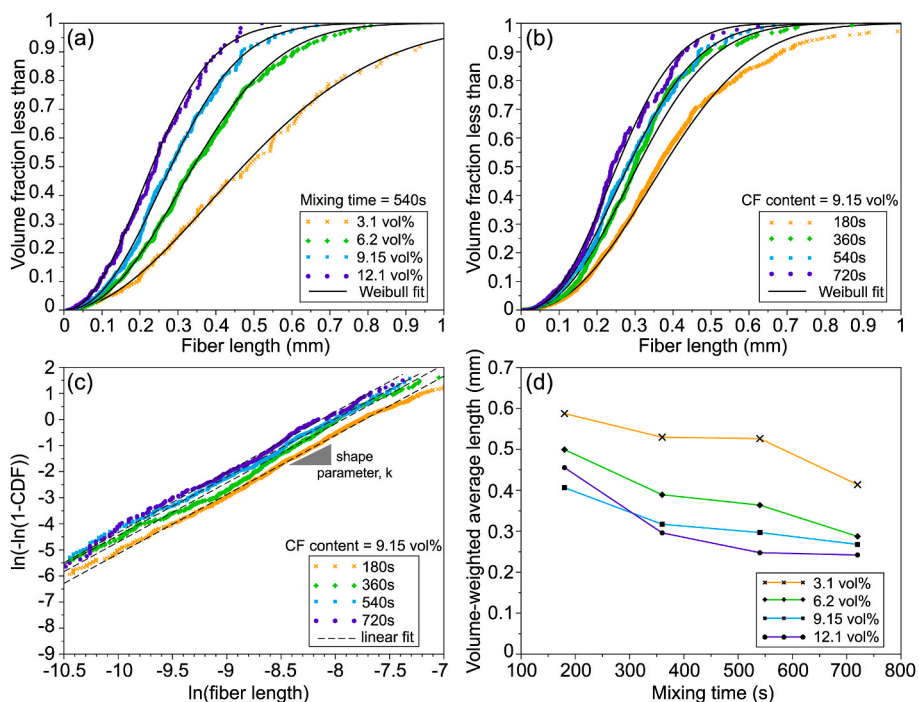 (a)
Volume fraction less than
1
0.9
0.8
0.7
0.6
0.5
0.4
0.3
0.2
0.1
0
0 0.1 0.2 0.3 0.4 0.5 0.6 0.7 0.8 0.9 1
Fiber length (mm)
Mixing time = 540s
3.1 vol%
6.2 vol%
9.15 vol%
12.1 vol%
Weibull fit
(b)
Volume fraction less than
1
0.9
0.8
0.7
0.6
0.5
0.4
0.3
0.2
0.1
0
0 0.1 0.2 0.3 0.4 0.5 0.6 0.7 0.8 0.9 1
Fiber length (mm)
CF content = 9.15 vol%
180s
360s
540s
720s
Weibull fit
(c)
ln(-ln(1-CDF))
2
1
0
-1
-2
-3
-4
-5
-6
-7
-8
-9
-10.5 -10 -9.5 -9 -8.5 -8 -7.5 -7
ln(fiber length)
shape
parameter, k
CF content = 9.15 vol%
180s
360s
540s
720s
linear fit
(d)
Volume-weighted average length (mm)
0.7
0.6
0.5
0.4
0.3
0.2
0.1
0
100 200 300 400 500 600 700 800
Mixing time (s)
3.1 vol%
6.2 vol%
9.15 vol%
12.1 vol%